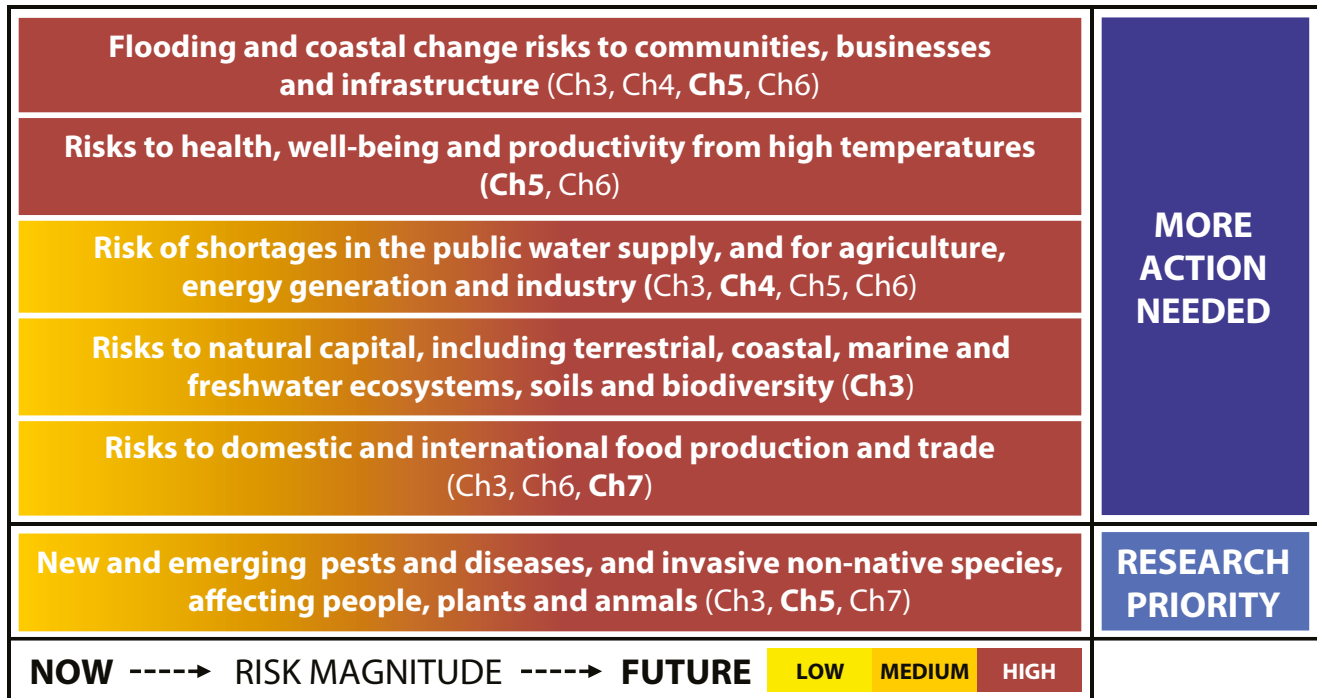 Flooding and coastal change risks to communities, businesses
and infrastructure (Ch3, Ch4, Ch5, Ch6)
Risks to health, well-being and productivity from high temperatures
(Ch5, Ch6)
Risk of shortages in the public water supply, and for agriculture,
energy generation and industry (Ch3, Ch4, Ch5, Ch6)
Risks to natural capital, including terrestrial, coastal, marine and
freshwater ecosystems, soils and biodiversity (Ch3)
Risks to domestic and international food production and trade
(Ch3, Ch6, Ch7)
MORE
ACTION
NEEDED
New and emerging pests and diseases, and invasive non-native species,
affecting people, plants and anmals (Ch3, Ch5, Ch7)
RESEARCH
PRIORITY
NOW ----→ RISK MAGNITUDE ----→ FUTURE LOW MEDIUM HIGH